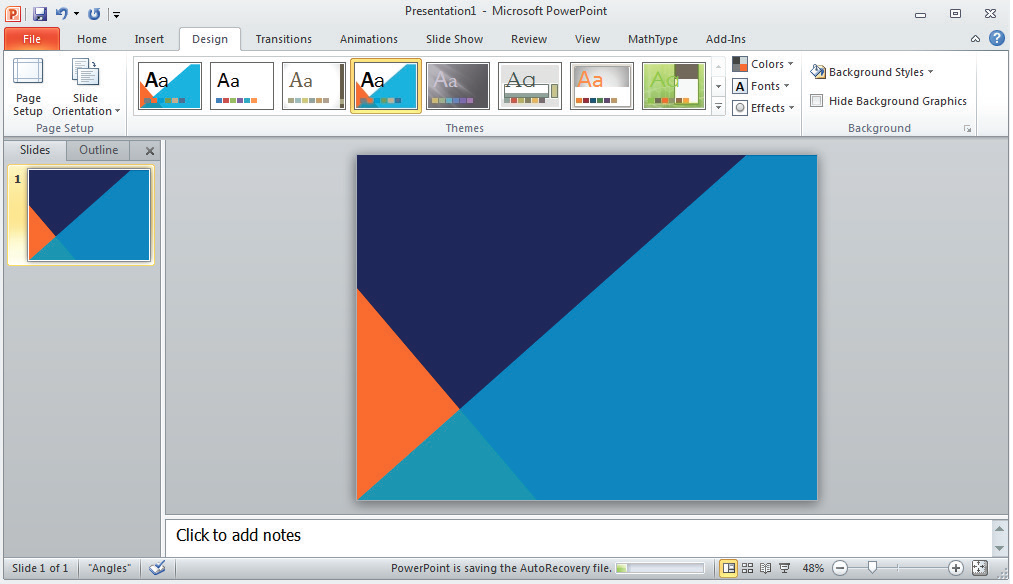 Presentation1 - Microsoft PowerPoint
File Home Insert Design Transitions Animations Slide Show Review View MathType Add-Ins
Aa Aa Aa Aa Aa Aa Aa Aa
Colors
Fonts
Effects
Background Styles
Hide Background Graphics
Page Setup
Slide Orientation
Page Setup Themes Background
Slides Outline
1
Click to add notes
Slide 1 of 1 "Angles" PowerPoint is saving the AutoRecovery file. 48%